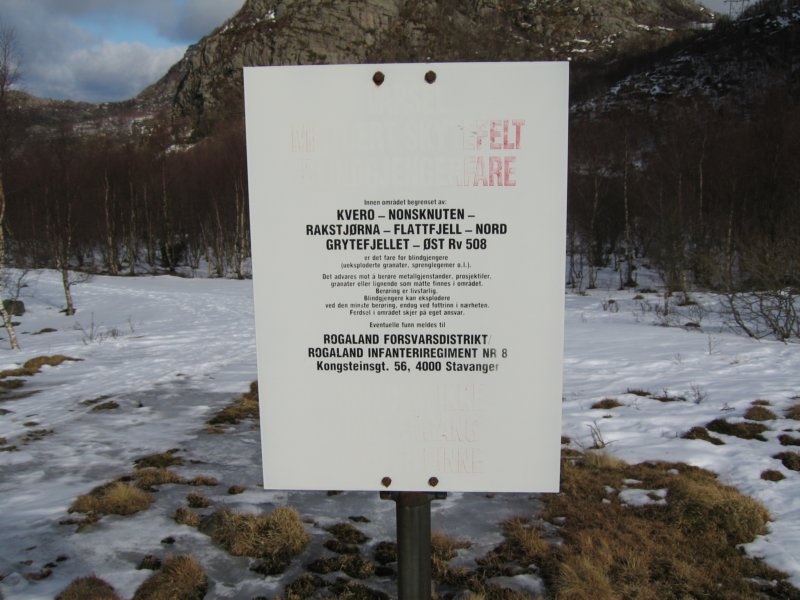 Innen området begrenset av:
KVERO – NONSKNUTEN –
RAKSTJØRNA – FLATTFJELL – NORD
GRYTEFJELLET – ØST Rv 508
er det fare for blindgjengere
(ueksploderte granater, sprenglegemer o.l.).
Det advares mot å berøre metallgjenstander, prosjektiler,
granater eller lignende som måtte finnes i området.
Berøring er livsfarlig.
Blindgjengere kan eksplodere
ved den minste berøring, endog ved fottrinn i nærheten.
Ferdsel i området skjer på eget ansvar.
Eventuelle funn meldes til
ROGALAND FORSVARSDISTRIKT/
ROGALAND INFANTERIREGIMENT NR 8
Kongsteinsgt. 56, 4000 Stavanger